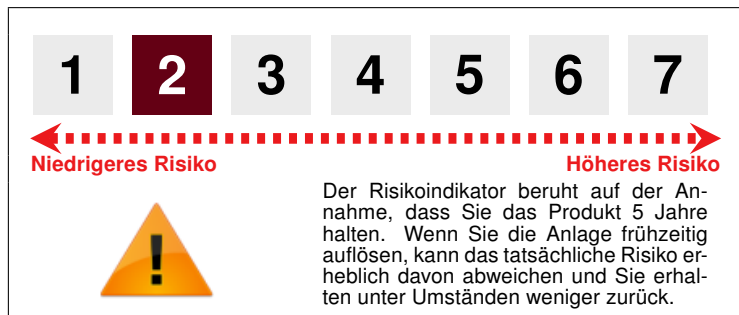 1 2 3 4 5 6 7
Niedrigeres Risiko Höheres Risiko
Der Risikoindikator beruht auf der An-
nahme, dass Sie das Produkt 5 Jahre
halten. Wenn Sie die Anlage frühzeitig
auflösen, kann das tatsächliche Risiko er-
heblich davon abweichen und Sie erhal-
ten unter Umständen weniger zurück.